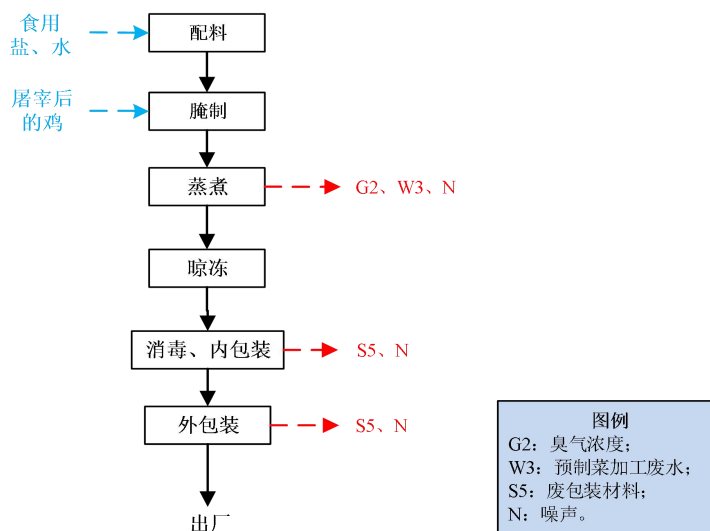 食用
盐、水
配料
屠宰后
的鸡
腌制
蒸煮
G2、W3、N
晾冻
消毒、内包装
S5、N
外包装
S5、N
出厂
图例
G2：臭气浓度；
W3：预制菜加工废水；
S5：废包装材料；
N：噪声。